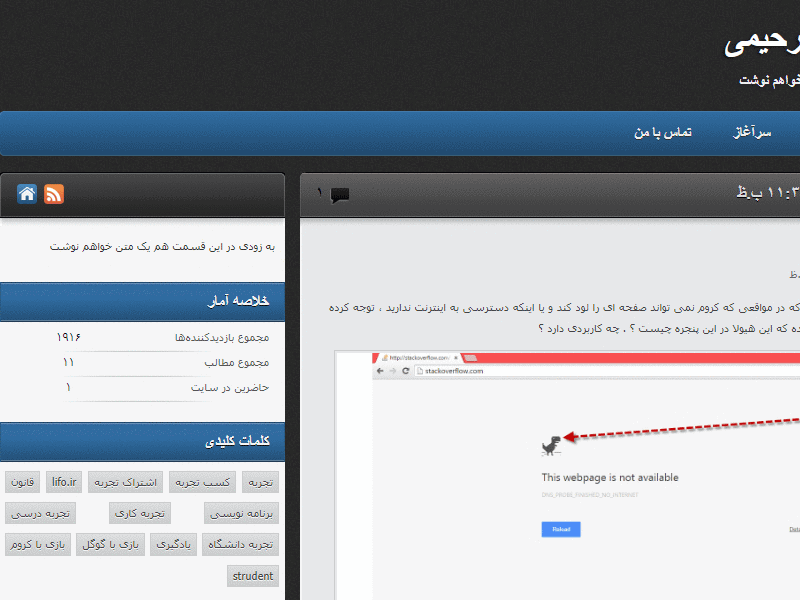 رحیمی
خواهم نوشت
سرآغاز
تماس با من
۱۱:۳
ب.ظ
۱
که در مواقعی که کروم نمی تواند صفحه ای را لود کند و یا اینکه دسترسی به اینترنت ندارید ، توجه کرده
ده که این هیولا در این پنجره چیست ؟ . چه کاربردی دارد ؟
http://stackoverflow.com
stackoverflow.com
This webpage is not available
DNS_PROBE_FINISHED_NO_INTERNET
Reload
به زودی در این قسمت هم یک متن خواهم نوشت
خلاصه آمار
مجموع بازدیدکننده‌ها ۱۹۱۶
مجموع مطالب ۱۱
حاضرین در سایت ۱
کلمات کلیدی
تجربه کسب تجربه اشتراک تجربه lifo.ir قانون
برنامه نویسی تجربه کاری تجربه درسی
تجربه دانشگاه یادگیری بازی با گوگل بازی با کروم
strudent